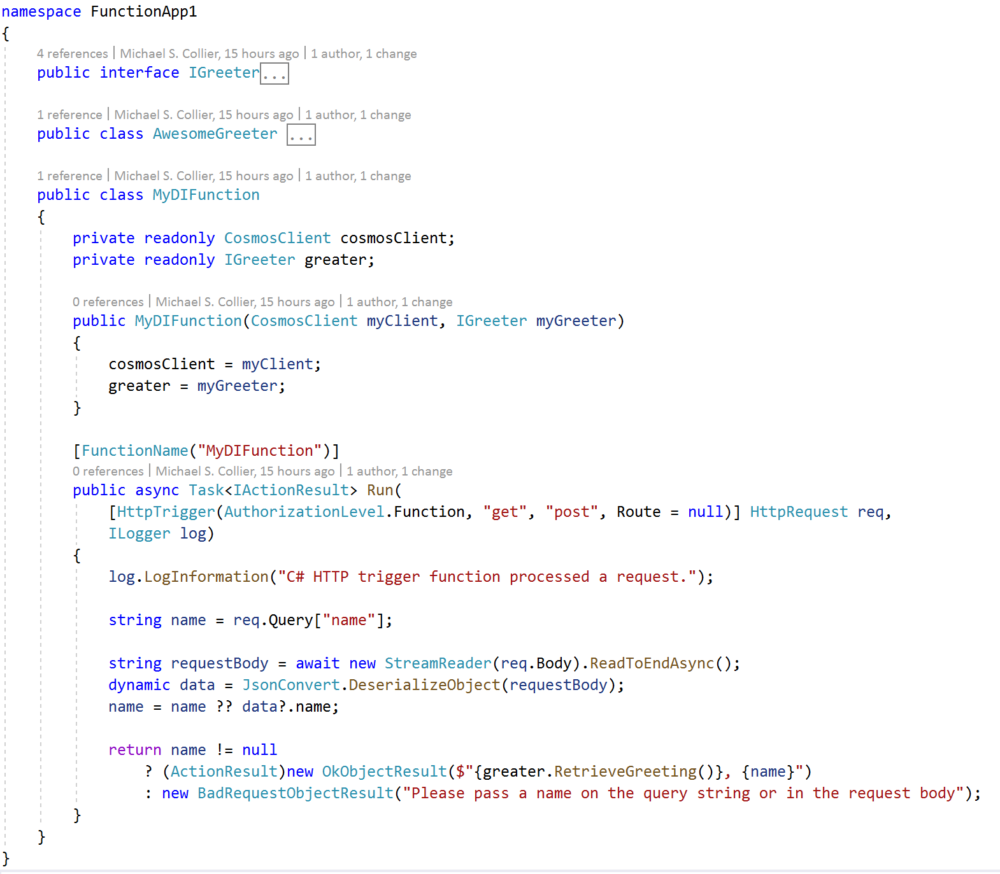 namespace FunctionApp1
{
4 references | Michael S. Collier, 15 hours ago | 1 author, 1 change
public interface IGreeter...
1 reference | Michael S. Collier, 15 hours ago | 1 author, 1 change
public class AwesomeGreeter ...
1 reference | Michael S. Collier, 15 hours ago | 1 author, 1 change
public class MyDIFunction
{
private readonly CosmosClient cosmosClient;
private readonly IGreeter greater;
0 references | Michael S. Collier, 15 hours ago | 1 author, 1 change
public MyDIFunction(CosmosClient myClient, IGreeter myGreeter)
{
cosmosClient = myClient;
greater = myGreeter;
}
[FunctionName("MyDIFunction")]
0 references | Michael S. Collier, 15 hours ago | 1 author, 1 change
public async Task<IActionResult> Run(
[HttpTrigger(AuthorizationLevel.Function, "get", "post", Route = null)] HttpRequest req,
ILogger log)
{
log.LogInformation("C# HTTP trigger function processed a request.");
string name = req.Query["name"];
string requestBody = await new StreamReader(req.Body).ReadToEndAsync();
dynamic data = JsonConvert.DeserializeObject(requestBody);
name = name ?? data?.name;
return name != null
? (ActionResult)new OkObjectResult($"{greater.RetrieveGreeting()}, {name}")
: new BadRequestObjectResult("Please pass a name on the query string or in the request body");
}
}
}